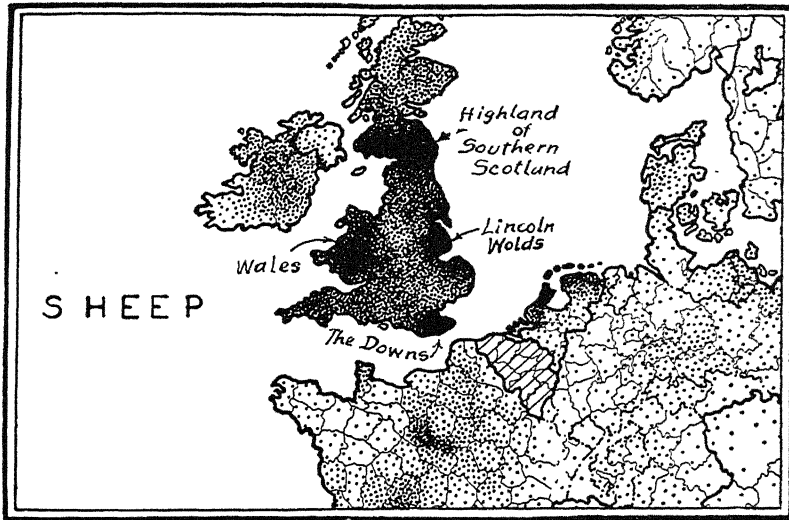 Highland
of
Southern
Scotland
Lincoln
Wolds
Wales
SHEEP
The Downs